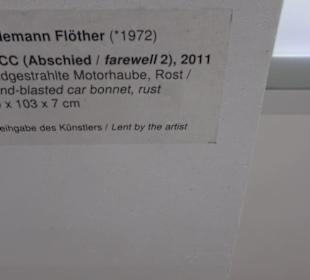 lemann Flöther (*1972)
CC (Abschied / farewell 2), 2011
dgestrahlte Motorhaube, Rost /
nd-blasted car bonnet, rust
x 103 x 7 cm
eihgabe des Künstlers / Lent by the artist